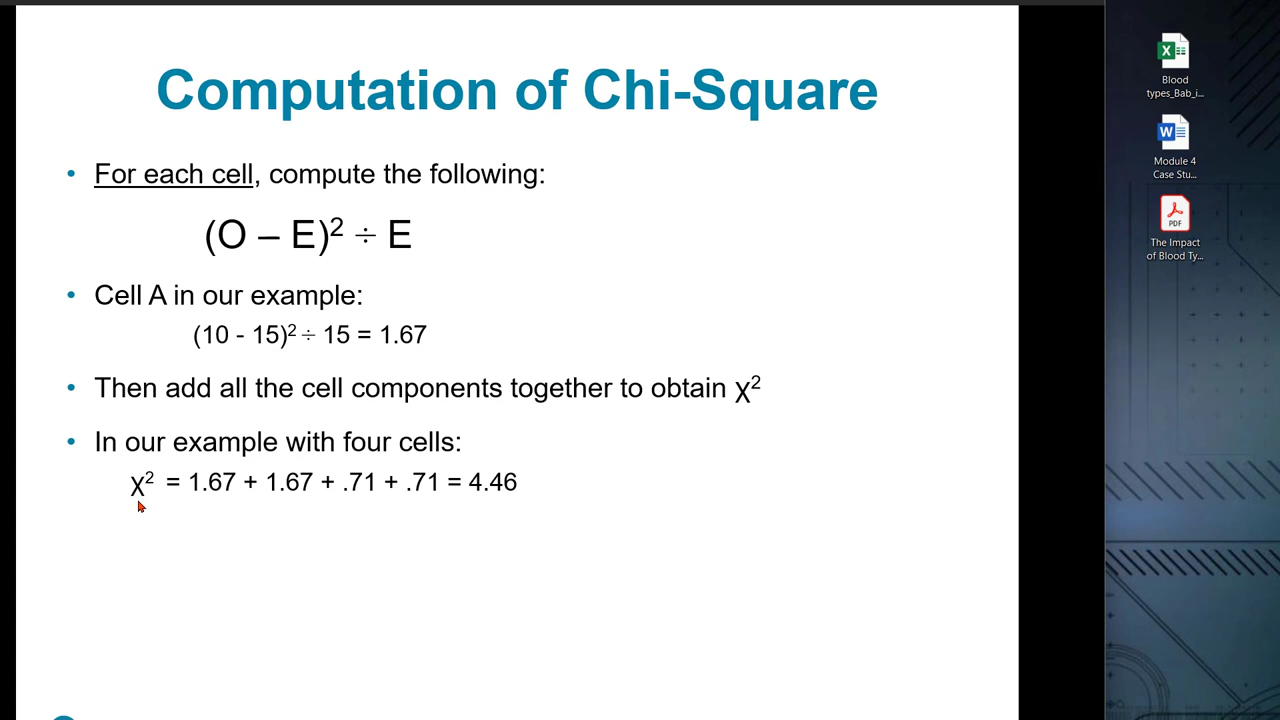 Computation of Chi-Square
• For each cell, compute the following:
(O – E)² ÷ E
• Cell A in our example:
(10 - 15)² ÷ 15 = 1.67
• Then add all the cell components together to obtain χ²
• In our example with four cells:
χ² = 1.67 + 1.67 + .71 + .71 = 4.46
Blood
types_Bab_i...
W
Module 4
Case Stu...
PDF
The Impact
of Blood Ty...